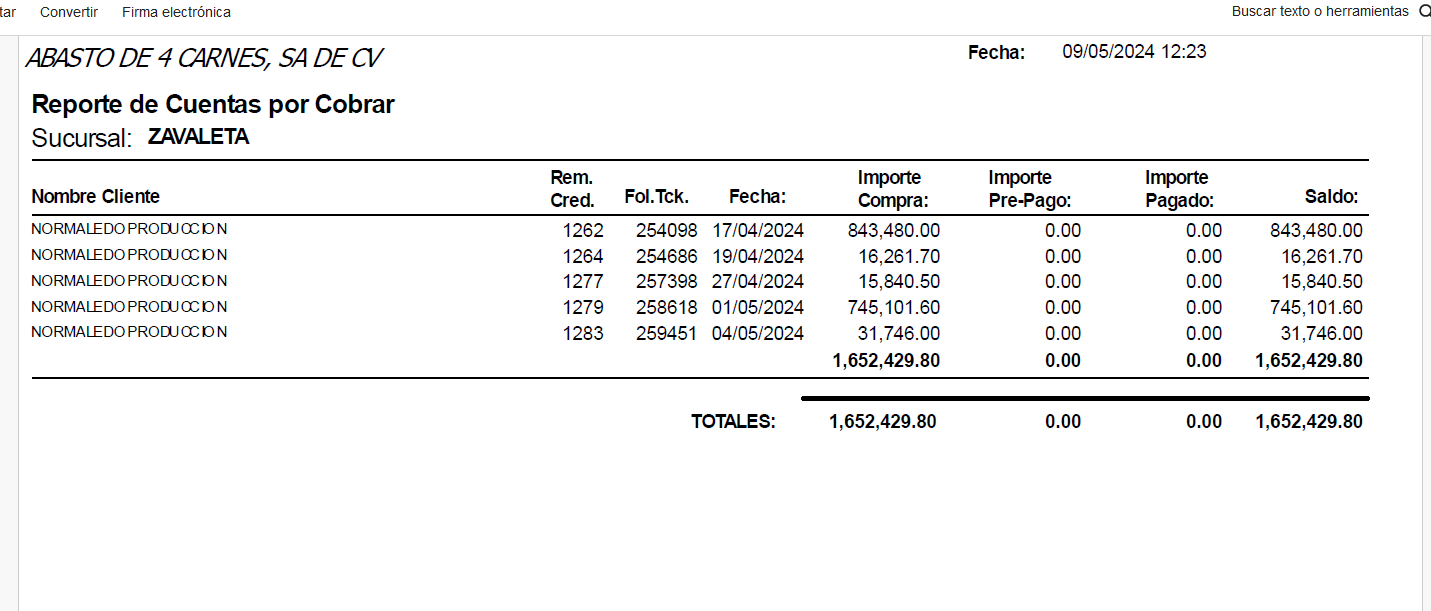 tar Convertir Firma electrónica Buscar texto o herramientas
ABASTO DE 4 CARNES, SA DE CV Fecha: 09/05/2024 12:23
Reporte de Cuentas por Cobrar
Sucursal: ZAVALETA
Nombre Cliente Rem. Cred. Fol.Tck. Fecha: Importe Compra: Importe Pre-Pago: Importe Pagado: Saldo:
NORMALEDO PRODUCCION 1262 254098 17/04/2024 843,480.00 0.00 0.00 843,480.00
NORMALEDO PRODUCCION 1264 254686 19/04/2024 16,261.70 0.00 0.00 16,261.70
NORMALEDO PRODUCCION 1277 257398 27/04/2024 15,840.50 0.00 0.00 15,840.50
NORMALEDO PRODUCCION 1279 258618 01/05/2024 745,101.60 0.00 0.00 745,101.60
NORMALEDO PRODUCCION 1283 259451 04/05/2024 31,746.00 0.00 0.00 31,746.00
1,652,429.80 0.00 0.00 1,652,429.80
TOTALES: 1,652,429.80 0.00 0.00 1,652,429.80